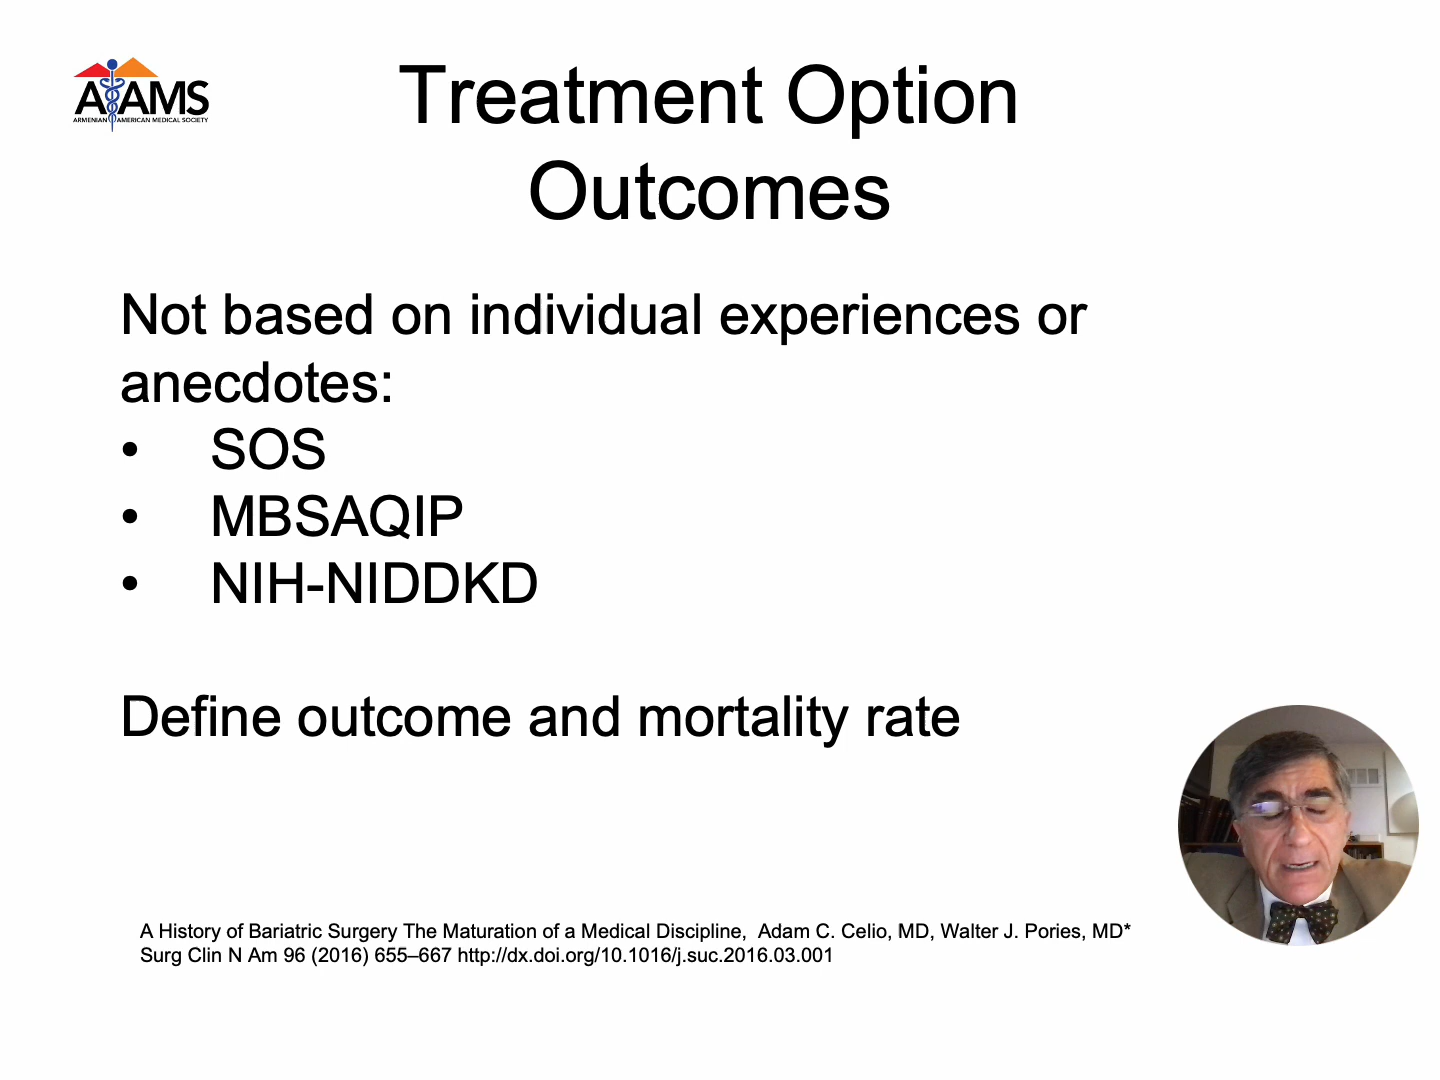 AAMS
ARMENIAN AMERICAN MEDICAL SOCIETY
Treatment Option
Outcomes
Not based on individual experiences or
anecdotes:
• SOS
• MBSAQIP
• NIH-NIDDKD
Define outcome and mortality rate
A History of Bariatric Surgery The Maturation of a Medical Discipline, Adam C. Celio, MD, Walter J. Pories, MD*
Surg Clin N Am 96 (2016) 655–667 http://dx.doi.org/10.1016/j.suc.2016.03.001